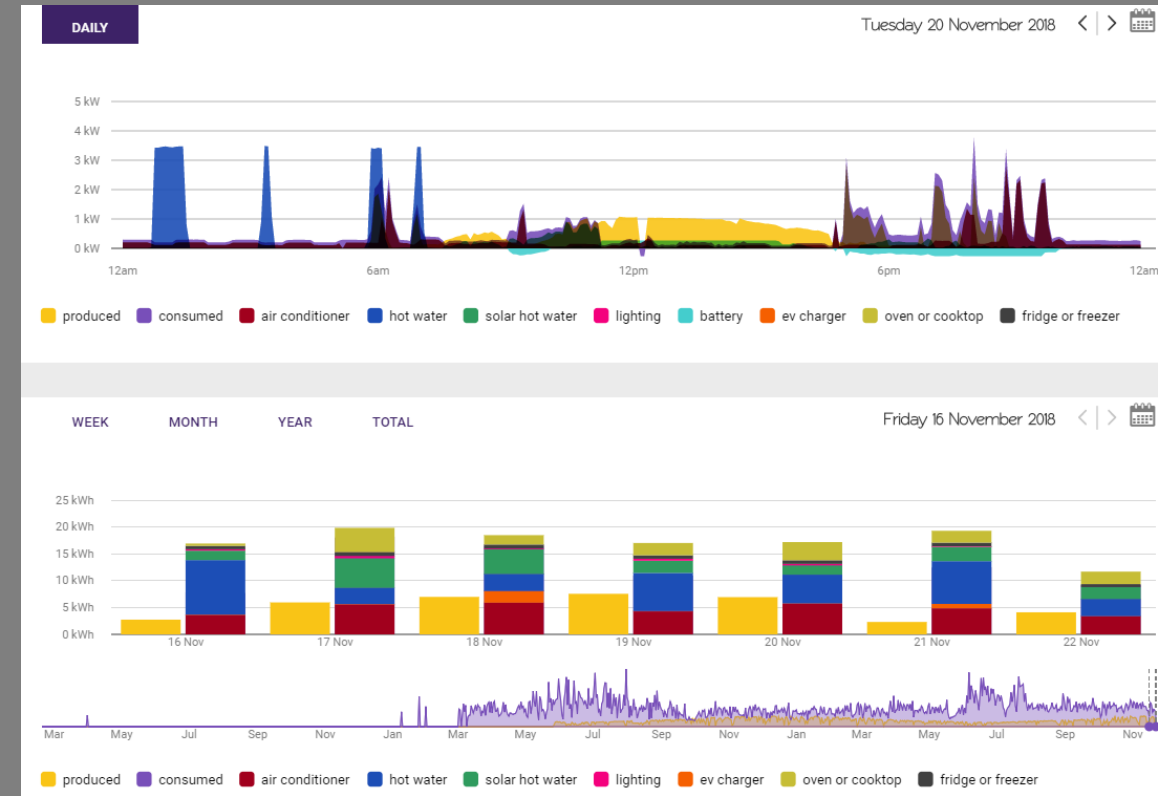 DAILY
Tuesday 20 November 2018
5 kW
4 kW
3 kW
2 kW
1 kW
0 kW
12am 6am 12pm 6pm 12am
produced consumed air conditioner hot water solar hot water lighting battery ev charger oven or cooktop fridge or freezer
WEEK MONTH YEAR TOTAL
Friday 16 November 2018
25 kWh
20 kWh
15 kWh
10 kWh
5 kWh
0 kWh
16 Nov 17 Nov 18 Nov 19 Nov 20 Nov 21 Nov 22 Nov
Mar May Jul Sep Nov Jan Mar May Jul Sep Nov Jan Mar May Jul Sep Nov
produced consumed air conditioner hot water solar hot water lighting ev charger oven or cooktop fridge or freezer